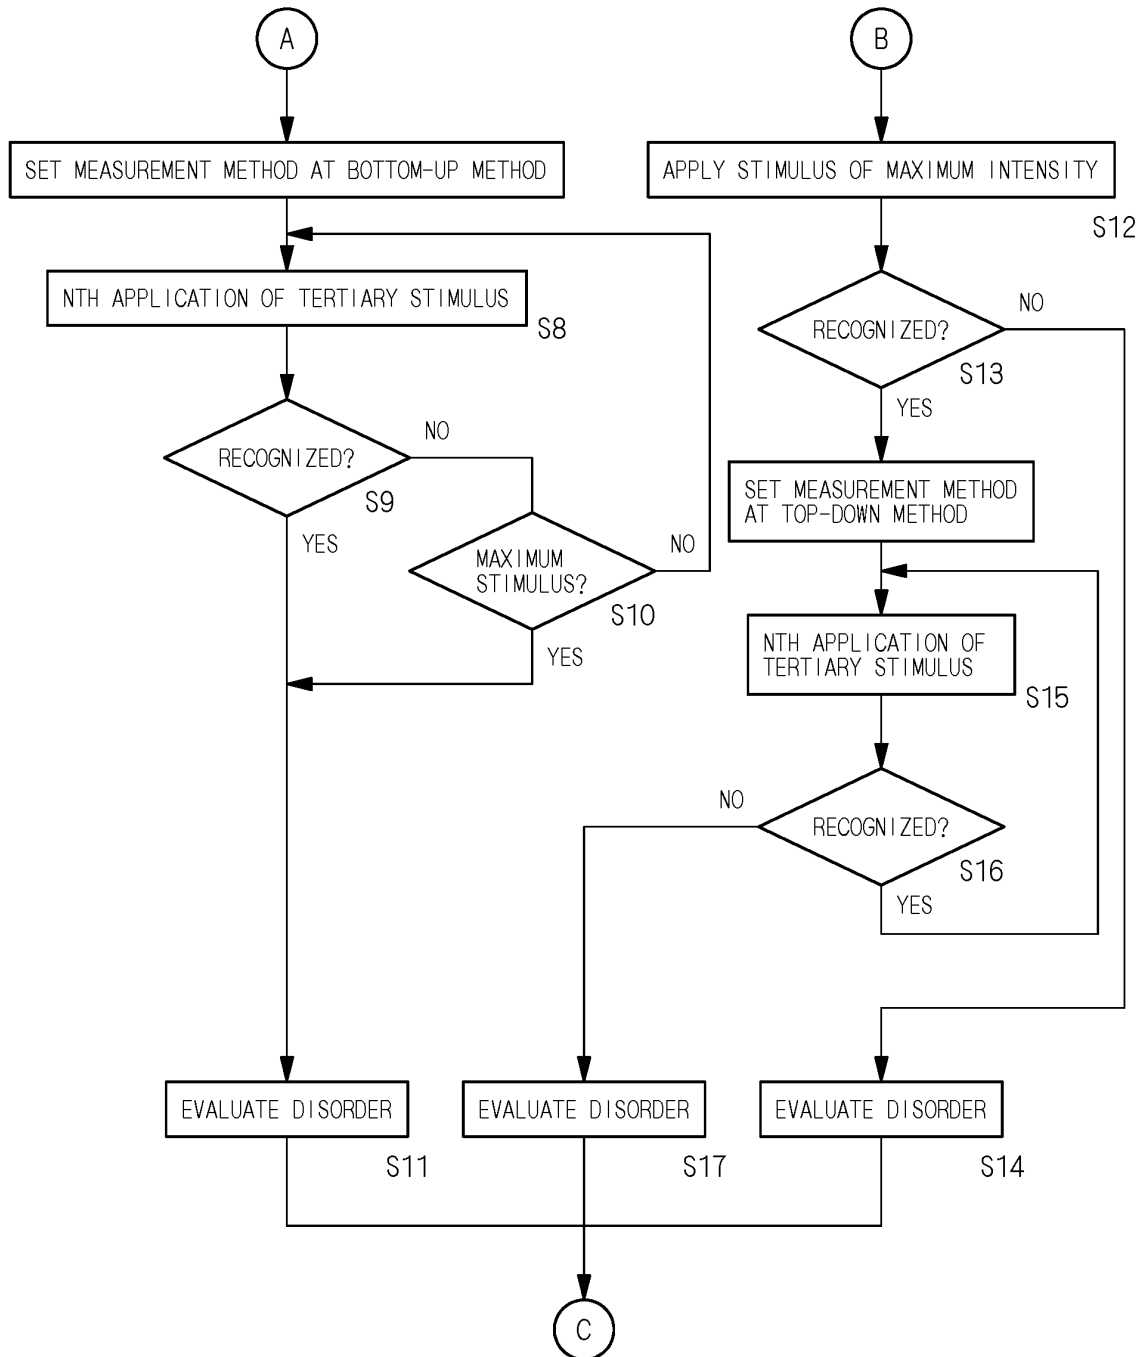 A
B
SET MEASUREMENT METHOD AT BOTTOM-UP METHOD
APPLY STIMULUS OF MAXIMUM INTENSITY
S12
NTH APPLICATION OF TERTIARY STIMULUS
S8
RECOGNIZED?
NO
S13
YES
RECOGNIZED?
NO
S9
YES
SET MEASUREMENT METHOD
AT TOP-DOWN METHOD
MAXIMUM
STIMULUS?
NO
S10
YES
NTH APPLICATION OF
TERTIARY STIMULUS
S15
NO
RECOGNIZED?
S16
YES
EVALUATE DISORDER
S11
EVALUATE DISORDER
S17
EVALUATE DISORDER
S14
C